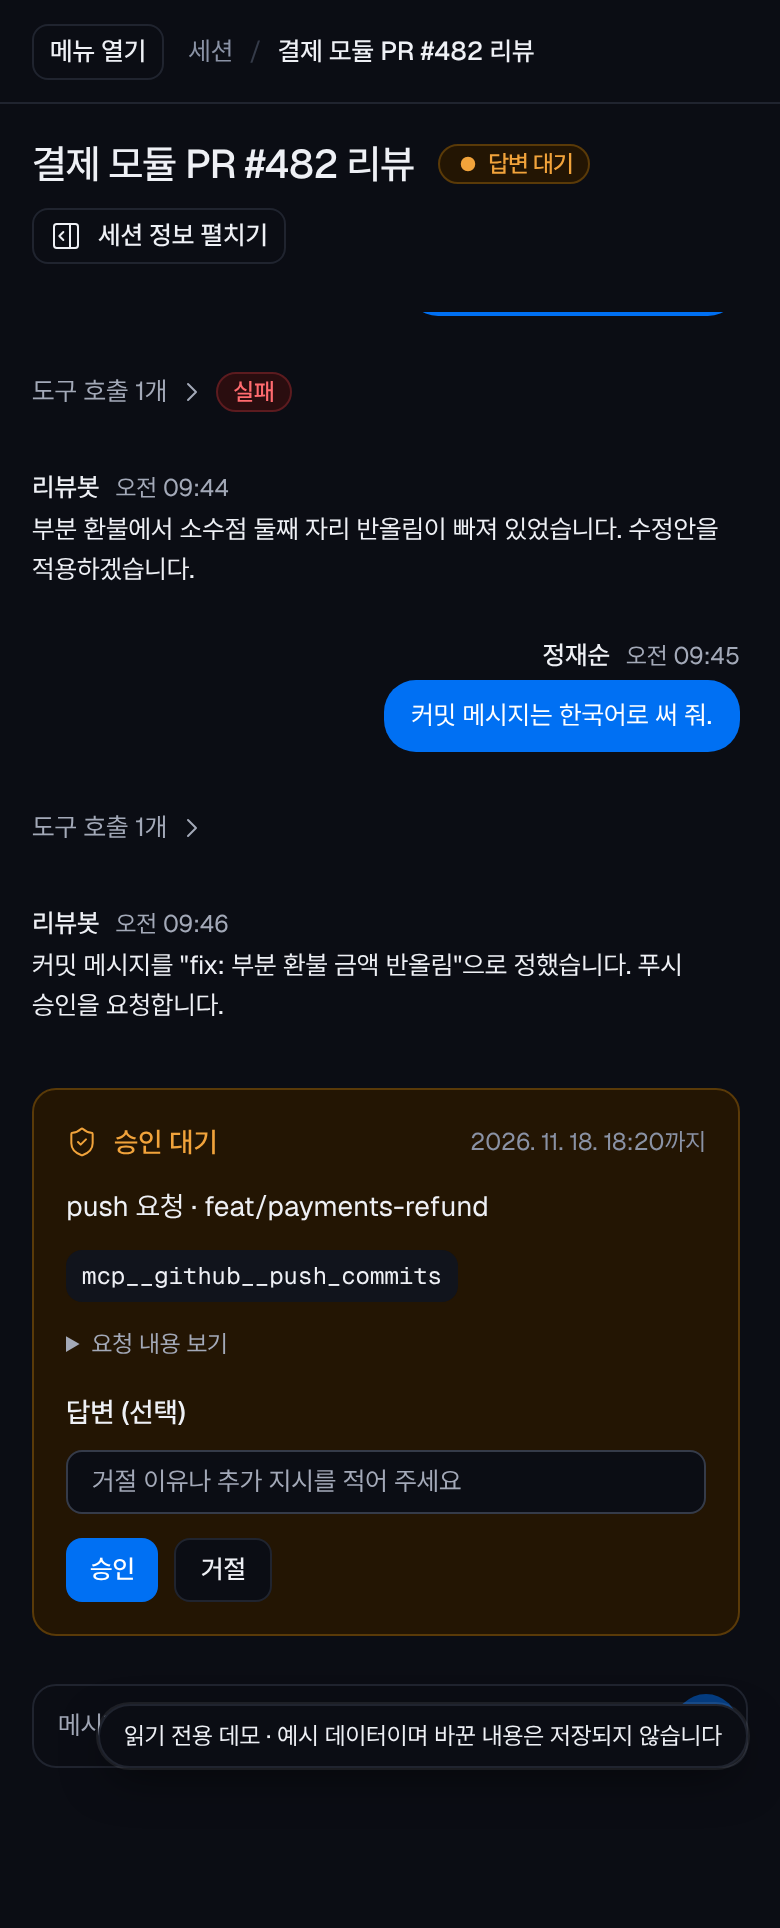 메뉴 열기 세션 / 결제 모듈 PR #482 리뷰
결제 모듈 PR #482 리뷰 답변 대기
세션 정보 펼치기
도구 호출 1개 실패
리뷰봇 오전 09:44
부분 환불에서 소수점 둘째 자리 반올림이 빠져 있었습니다. 수정안을
적용하겠습니다.
정재순 오전 09:45
커밋 메시지는 한국어로 써 줘.
도구 호출 1개
리뷰봇 오전 09:46
커밋 메시지를 "fix: 부분 환불 금액 반올림"으로 정했습니다. 푸시
승인을 요청합니다.
승인 대기 2026. 11. 18. 18:20까지
push 요청 · feat/payments-refund
mcp__github__push_commits
요청 내용 보기
답변 (선택)
거절 이유나 추가 지시를 적어 주세요
승인 거절
메시
읽기 전용 데모 · 예시 데이터이며 바꾼 내용은 저장되지 않습니다